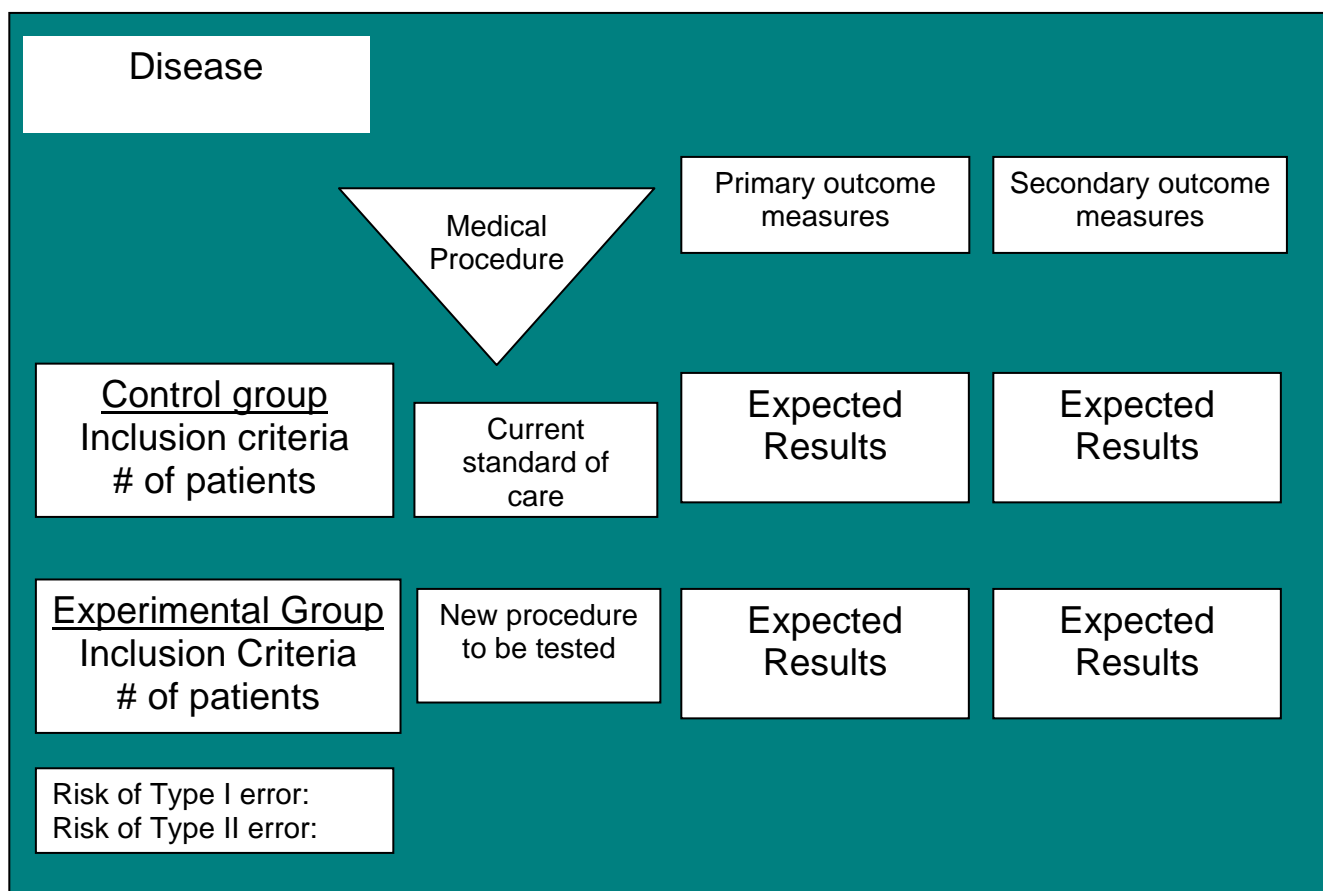 Disease
Medical
Procedure
Primary outcome
measures
Secondary outcome
measures
Control group
Inclusion criteria
# of patients
Current
standard of
care
Expected
Results
Expected
Results
Experimental Group
Inclusion Criteria
# of patients
New procedure
to be tested
Expected
Results
Expected
Results
Risk of Type I error:
Risk of Type II error: